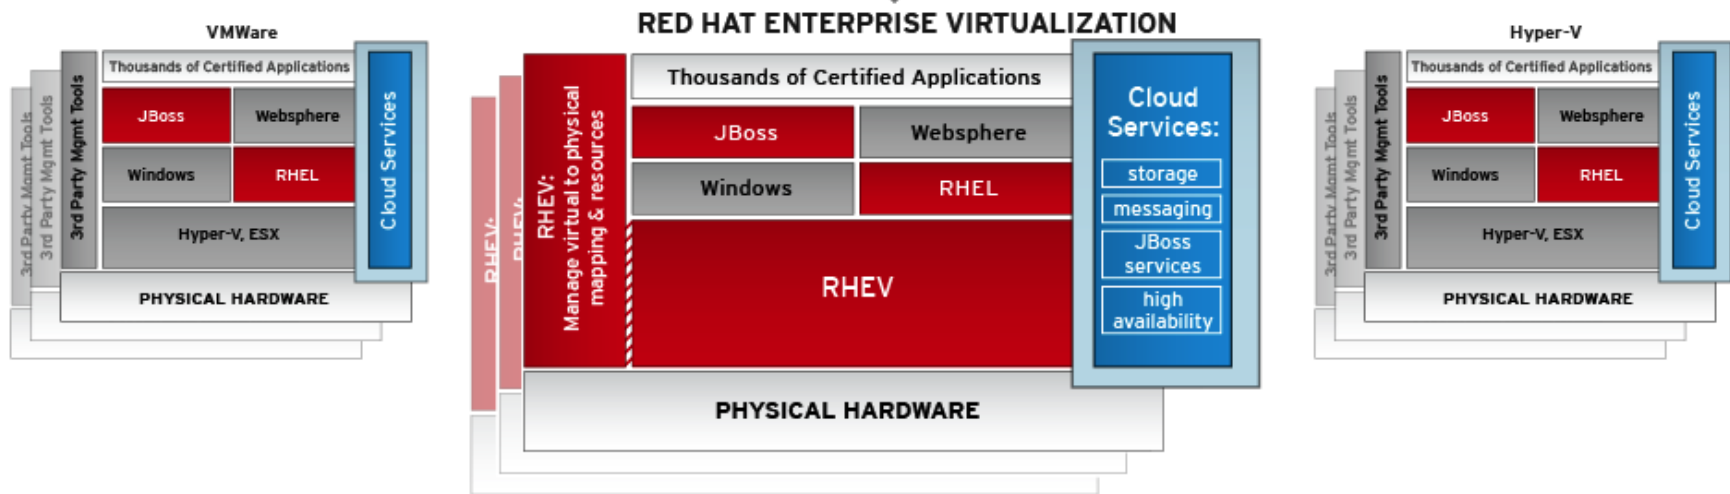 VMWare
Thousands of Certified Applications
3rd Party Mgmt Tools
3rd Party Mgmt Tools
3rd Party Mgmt Tools
JBoss
Websphere
Windows
RHEL
Hyper-V, ESX
Cloud Services
PHYSICAL HARDWARE
RED HAT ENTERPRISE VIRTUALIZATION
RHEV:
RHEV:
RHEV:
Manage virtual to physical
mapping & resources
Thousands of Certified Applications
JBoss
Websphere
Windows
RHEL
RHEV
Cloud
Services:
storage
messaging
JBoss
services
high
availability
PHYSICAL HARDWARE
Hyper-V
Thousands of Certified Applications
3rd Party Mgmt Tools
3rd Party Mgmt Tools
3rd Party Mgmt Tools
JBoss
Websphere
Windows
RHEL
Hyper-V, ESX
Cloud Services
PHYSICAL HARDWARE